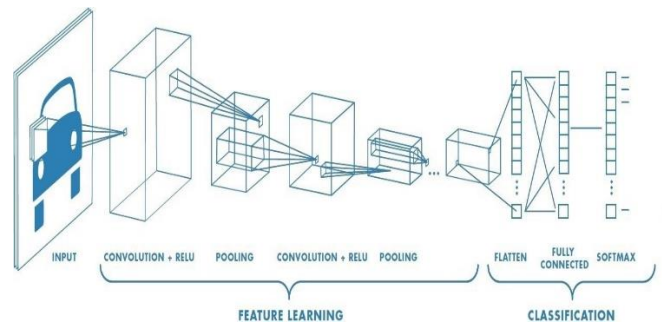 INPUT CONVOLUTION + RELU POOLING CONVOLUTION + RELU POOLING FLATTEN FULLY CONNECTED SOFTMAX
FEATURE LEARNING CLASSIFICATION